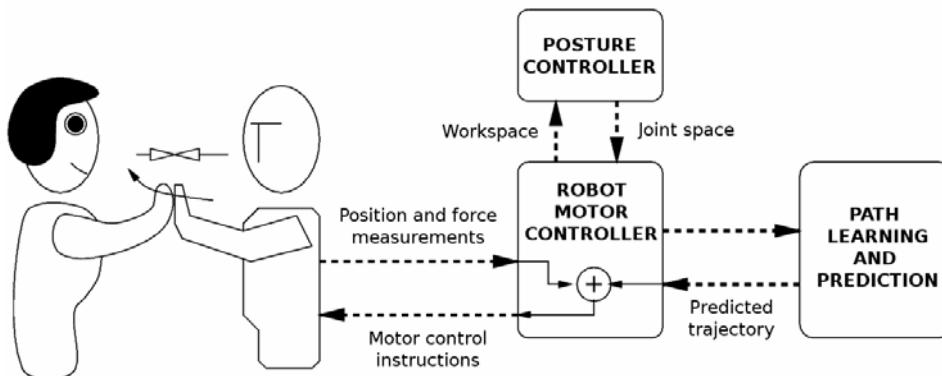 POSTURE
CONTROLLER
Workspace
Joint space
ROBOT
MOTOR
CONTROLLER
Position and force
measurements
PATH
LEARNING
AND
PREDICTION
+
Predicted
trajectory
Motor control
instructions